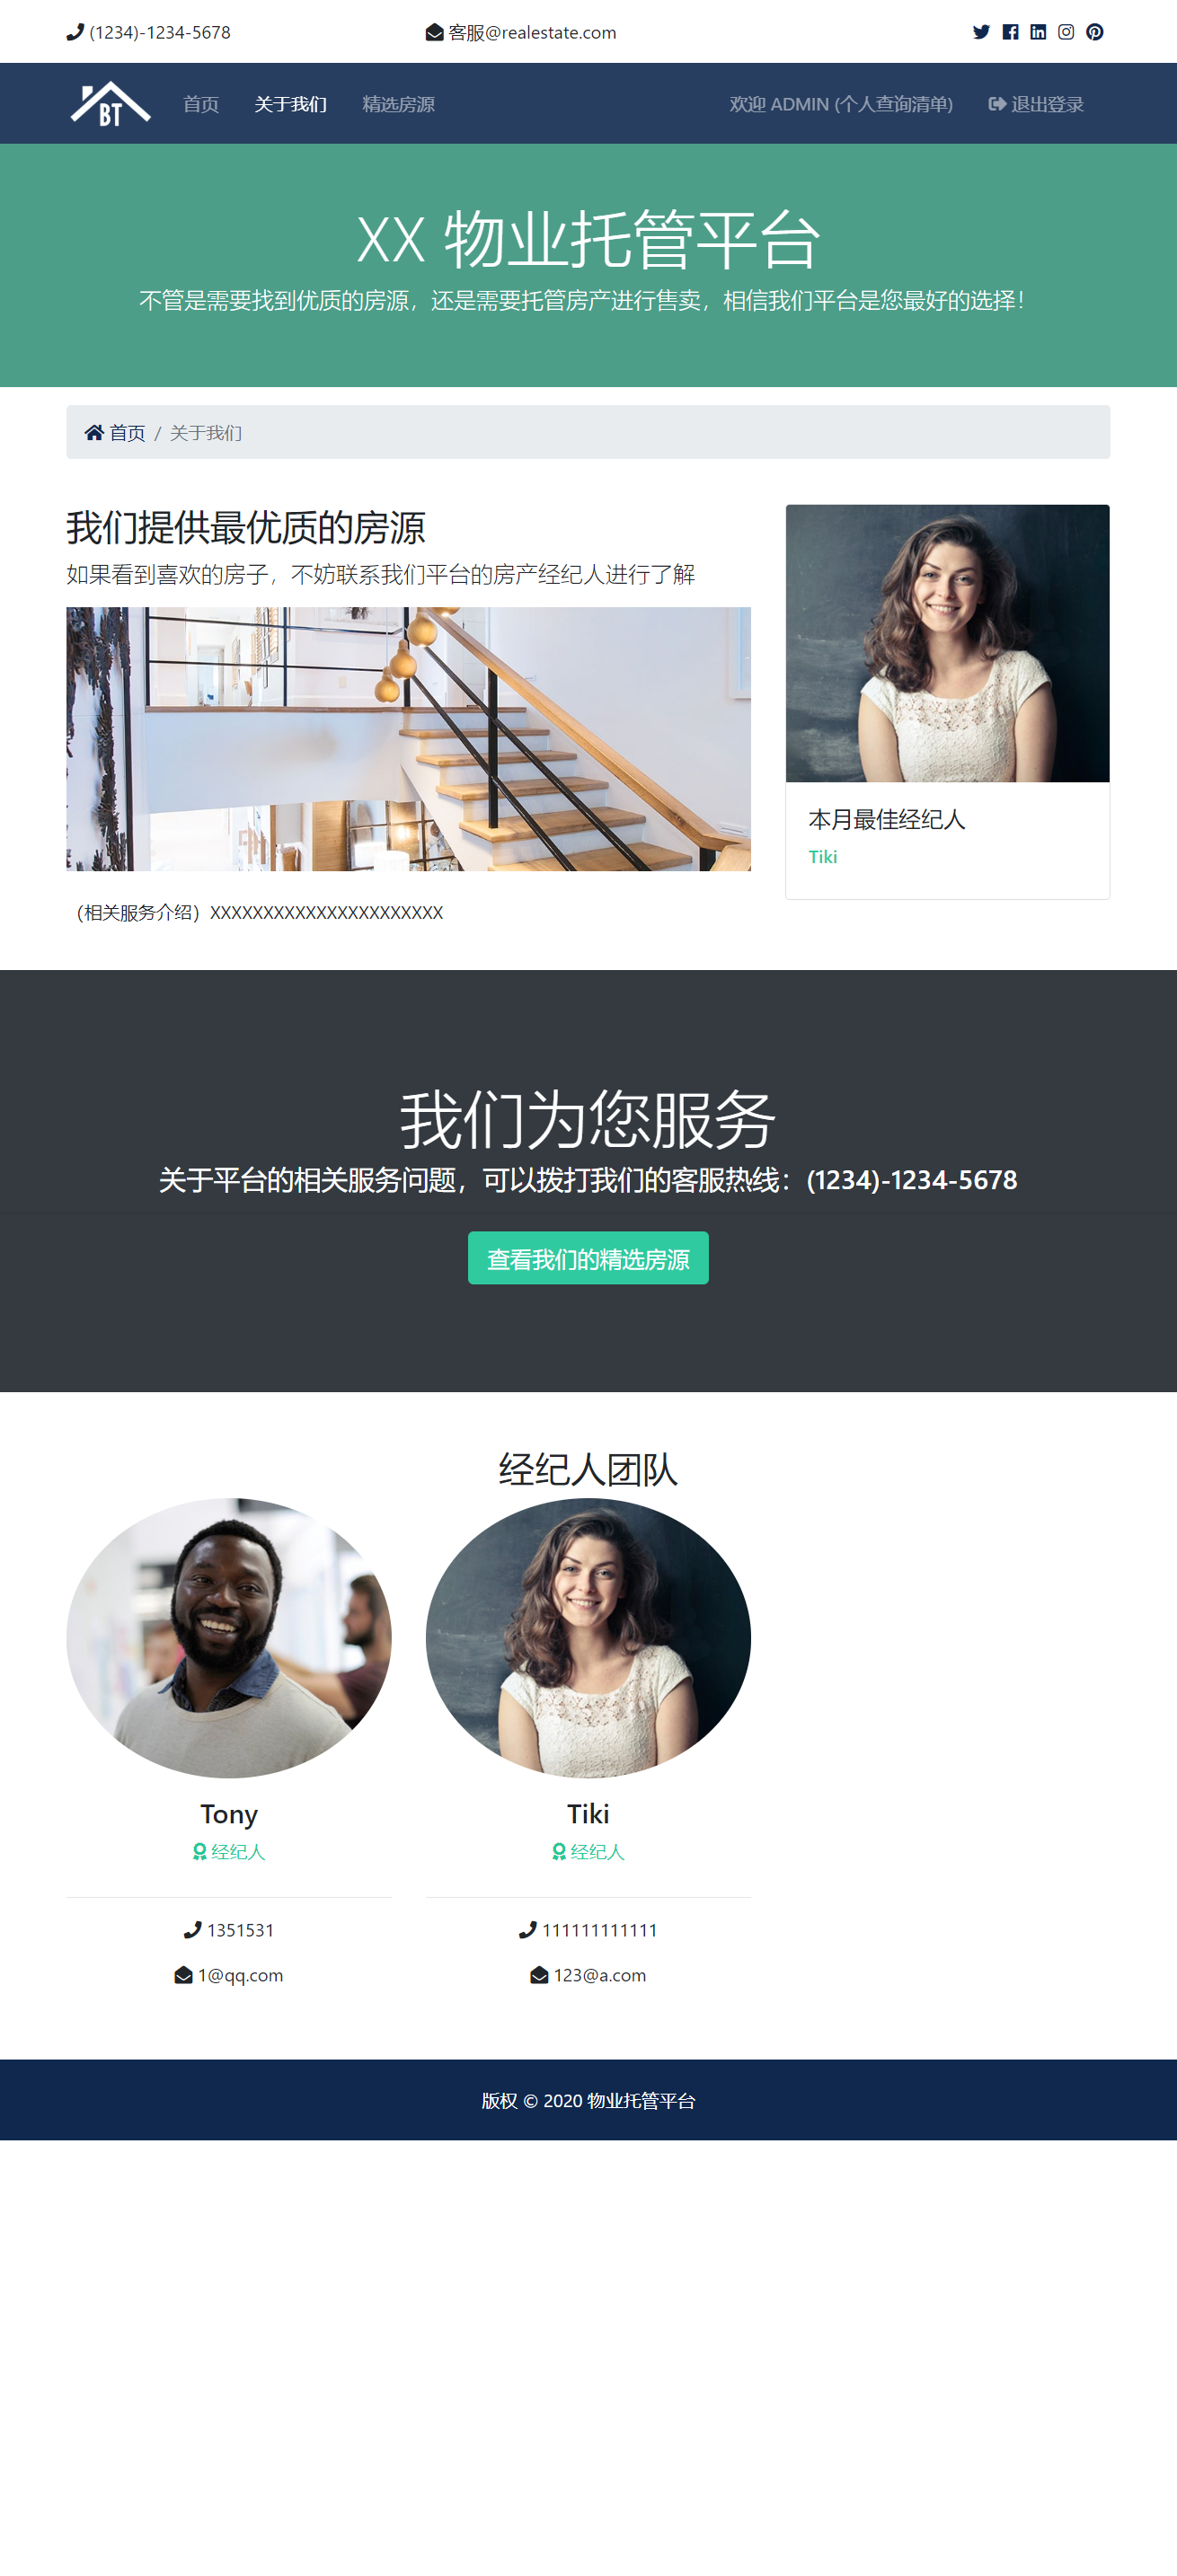 (1234)-1234-5678
客服@realestate.com
BT
首页
关于我们
精选房源
欢迎 ADMIN (个人查询清单)
退出登录
XX 物业托管平台
不管是需要找到优质的房源，还是需要托管房产进行售卖，相信我们平台是您最好的选择！
首页 / 关于我们
我们提供最优质的房源
如果看到喜欢的房子，不妨联系我们平台的房产经纪人进行了解
本月最佳经纪人
Tiki
（相关服务介绍）XXXXXXXXXXXXXXXXXXXXXX
我们为您服务
关于平台的相关服务问题，可以拨打我们的客服热线：(1234)-1234-5678
查看我们的精选房源
经纪人团队
Tony
经纪人
1351531
1@qq.com
Tiki
经纪人
111111111111
123@a.com
版权 © 2020 物业托管平台